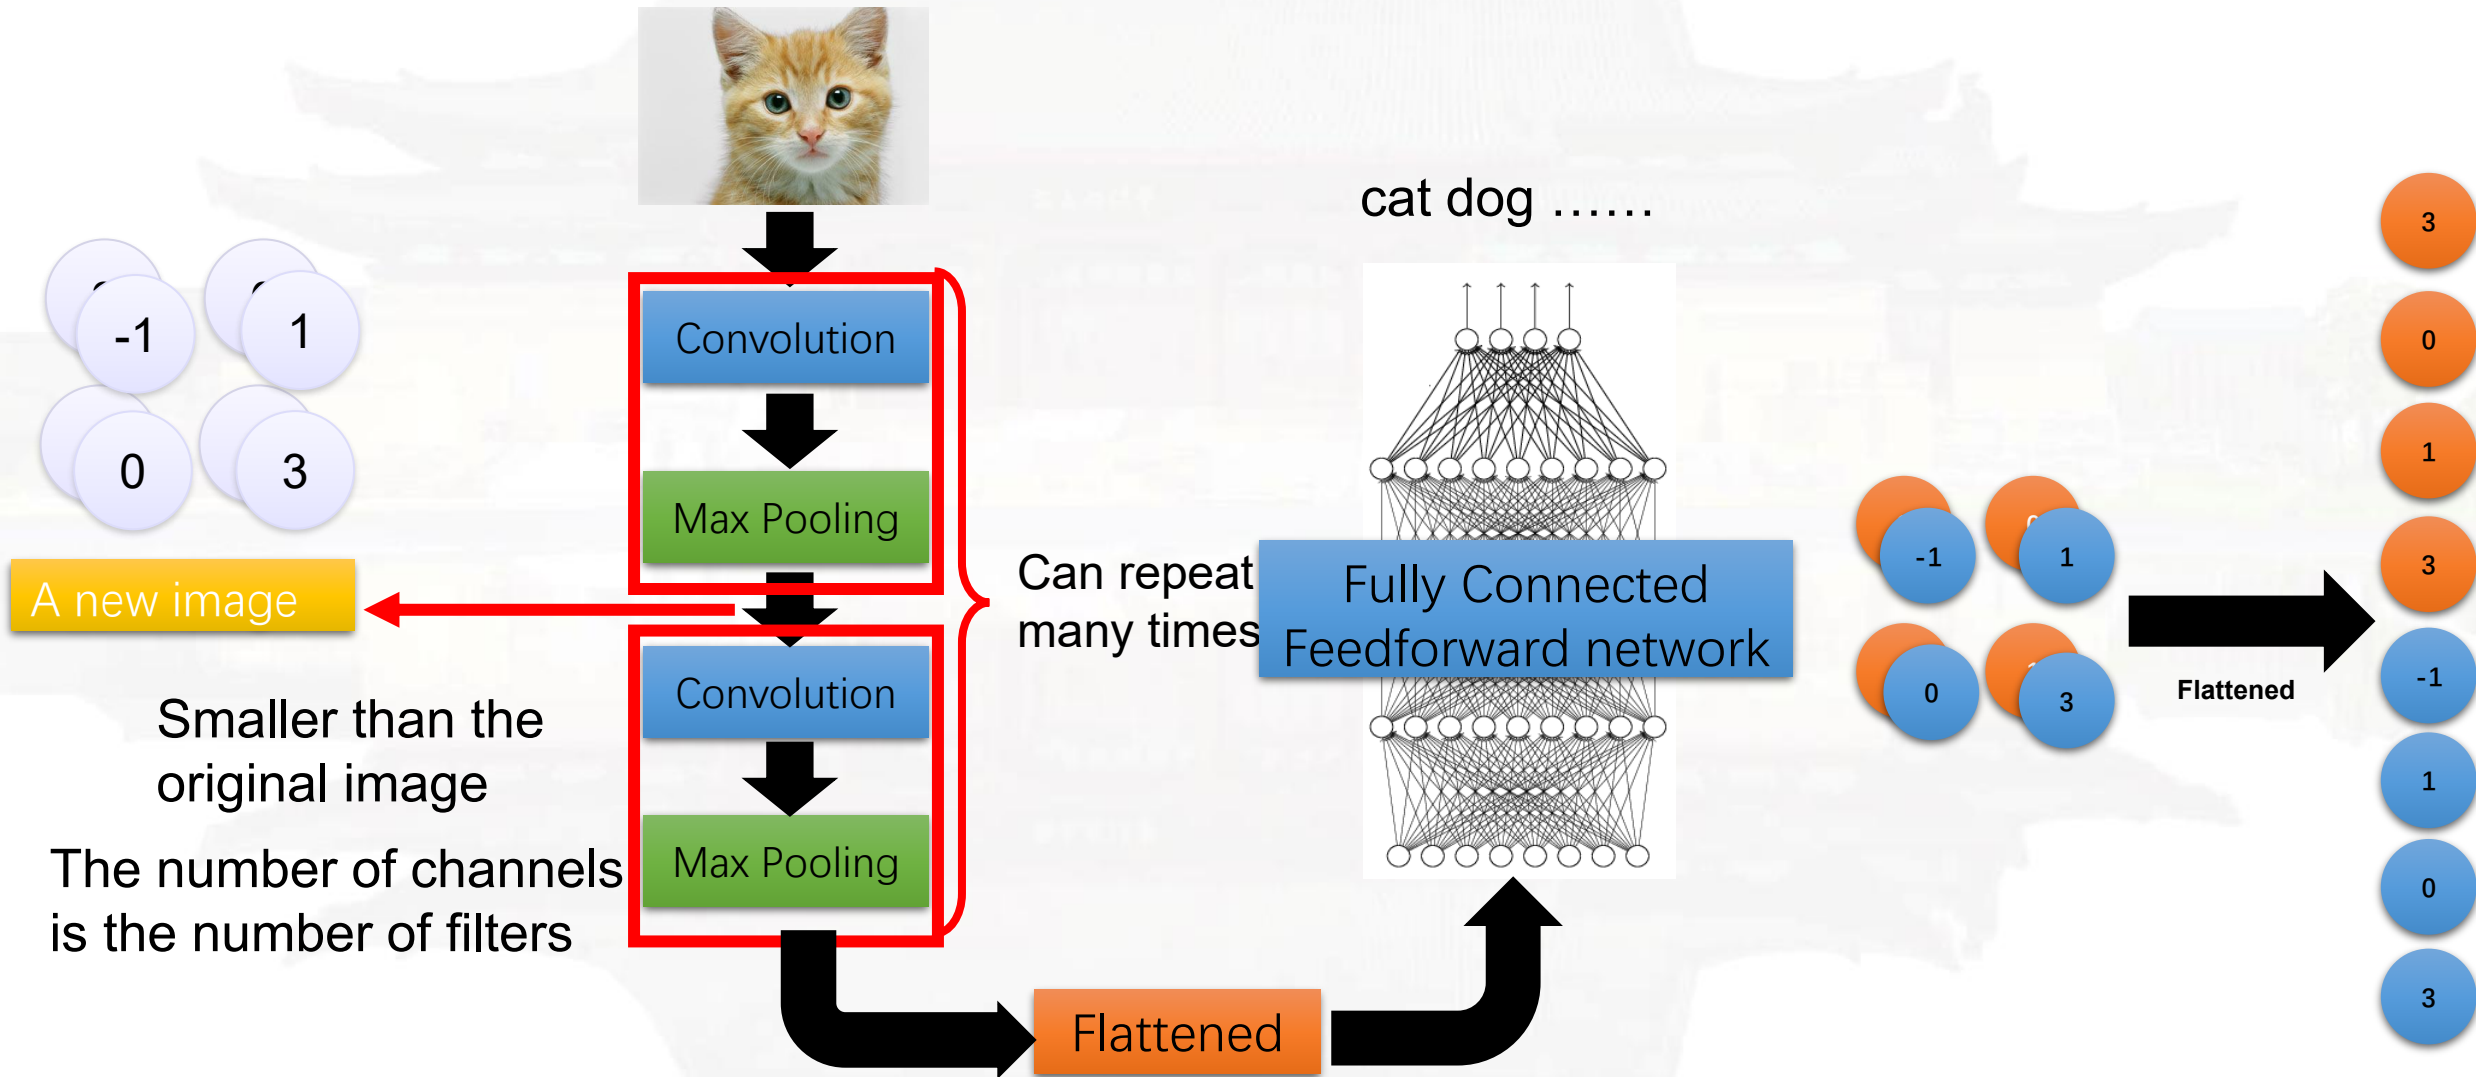 cat dog ……
-1
1
0
3
A new image
Smaller than the
original image
The number of channels
is the number of filters
Convolution
Max Pooling
Convolution
Max Pooling
Can repeat
many times
Fully Connected
Feedforward network
Flattened
-1
1
0
3
Flattened
3
0
1
3
-1
1
0
3